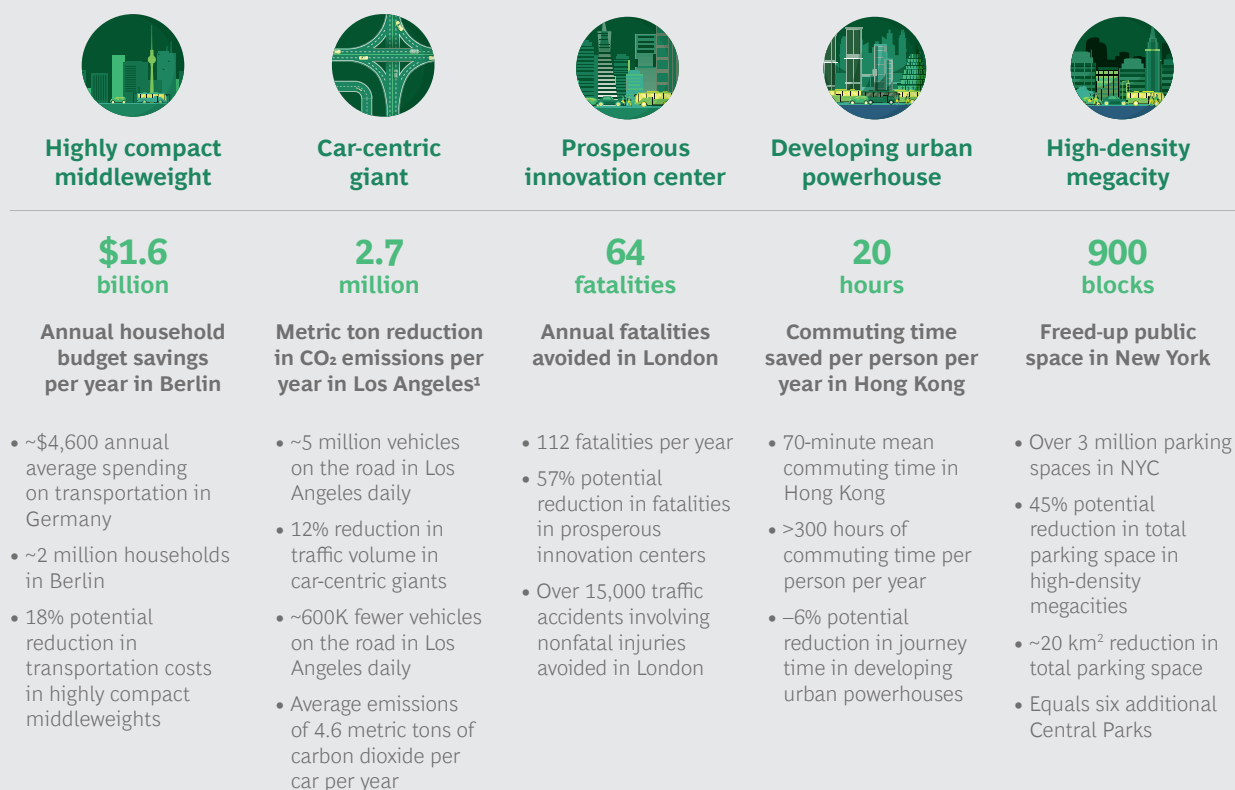 Highly compact
middleweight
Car-centric
giant
Prosperous
innovation center
Developing urban
powerhouse
High-density
megacity
$1.6
billion
Annual household
budget savings
per year in Berlin
• ~$4,600 annual
average spending
on transportation in
Germany
• ~2 million households
in Berlin
• 18% potential
reduction in
transportation costs
in highly compact
middleweights
2.7
million
Metric ton reduction
in CO₂ emissions per
year in Los Angeles¹
• ~5 million vehicles
on the road in Los
Angeles daily
• 12% reduction in
traffic volume in
car-centric giants
• ~600K fewer vehicles
on the road in Los
Angeles daily
• Average emissions
of 4.6 metric tons of
carbon dioxide per
car per year
64
fatalities
Annual fatalities
avoided in London
• 112 fatalities per year
• 57% potential
reduction in fatalities
in prosperous
innovation centers
• Over 15,000 traffic
accidents involving
nonfatal injuries
avoided in London
20
hours
Commuting time
saved per person per
year in Hong Kong
• 70-minute mean
commuting time in
Hong Kong
• >300 hours of
commuting time per
person per year
• –6% potential
reduction in journey
time in developing
urban powerhouses
900
blocks
Freed-up public
space in New York
• Over 3 million parking
spaces in NYC
• 45% potential
reduction in total
parking space in
high-density
megacities
• ~20 km² reduction in
total parking space
• Equals six additional
Central Parks